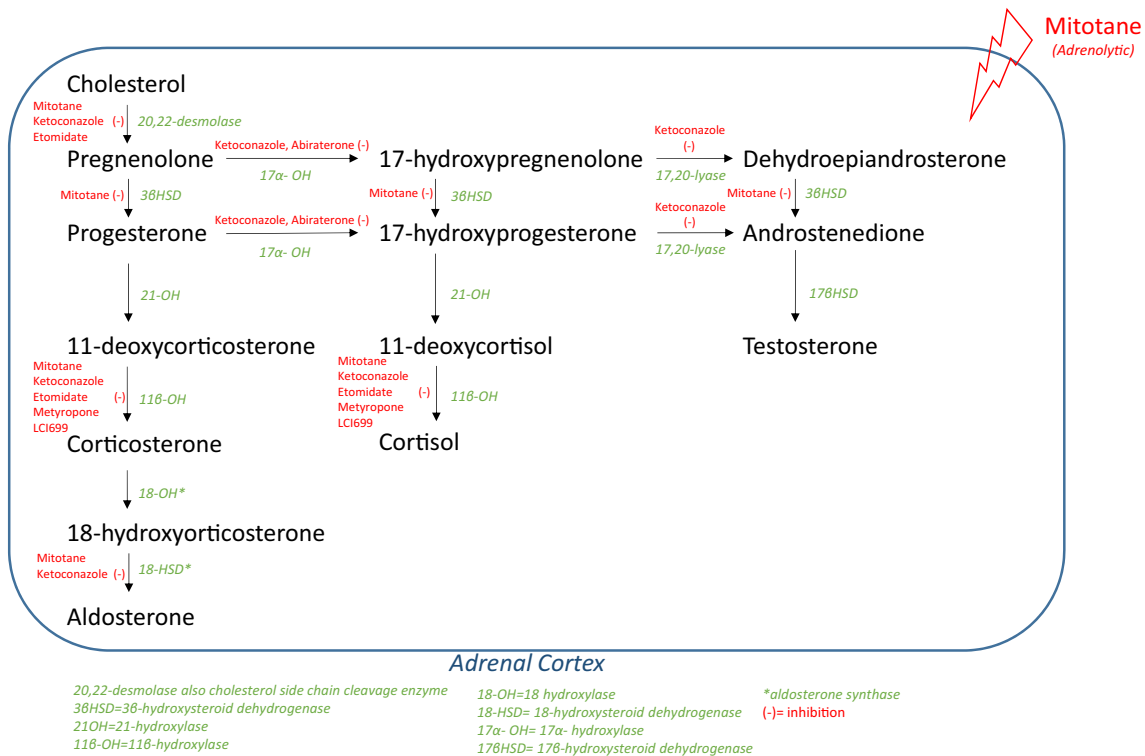 Mitotane
(Adrenolytic)
Cholesterol
Mitotane
Ketoconazole (-)
Etomidate
20,22-desmolase
Pregnenolone
Ketoconazole, Abiraterone (-)
17α- OH
17-hydroxypregnenolone
Ketoconazole
(-)
17,20-lyase
Dehydroepiandrosterone
Mitotane (-)
3βHSD
Mitotane (-)
3βHSD
Mitotane (-)
3βHSD
Progesterone
Ketoconazole, Abiraterone (-)
17α- OH
17-hydroxyprogesterone
Ketoconazole
(-)
17,20-lyase
Androstenedione
21-OH
21-OH
17βHSD
11-deoxycorticosterone
11-deoxycortisol
Testosterone
Mitotane
Ketoconazole
Etomidate (-)
Metyropone
LCI699
11β-OH
Mitotane
Ketoconazole
Etomidate (-)
Metyropone
LCI699
11β-OH
Corticosterone
Cortisol
18-OH*
18-hydroxyorticosterone
Mitotane
Ketoconazole (-)
18-HSD*
Aldosterone
Adrenal Cortex
20,22-desmolase also cholesterol side chain cleavage enzyme
3βHSD=3β-hydroxysteroid dehydrogenase
21OH=21-hydroxylase
11β-OH=11β-hydroxylase
18-OH=18 hydroxylase
18-HSD= 18-hydroxysteroid dehydrogenase
17α- OH= 17α- hydroxylase
17βHSD= 17β-hydroxysteroid dehydrogenase
*aldosterone synthase
(-)= inhibition